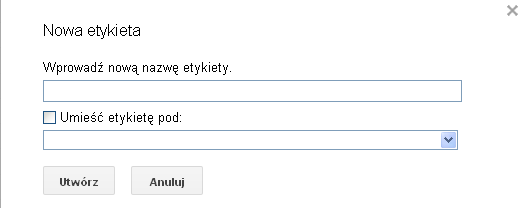 Nowa etykieta
Wprowadź nową nazwę etykiety.
Umieść etykietę pod:
Utwórz Anuluj